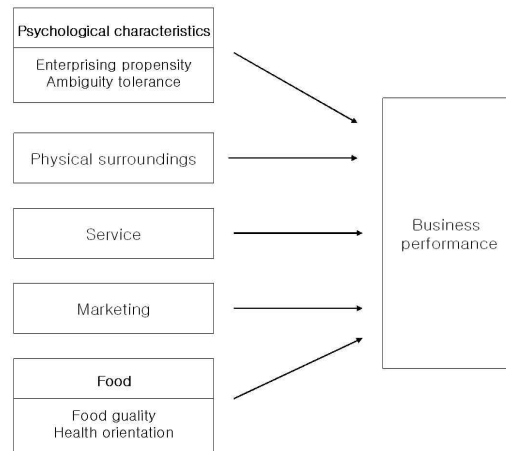 Psychological characteristics
Enterprising propensity
Ambiguity tolerance
Physical surroundings
Service
Marketing
Food
Food guality
Health orientation
Business
performance